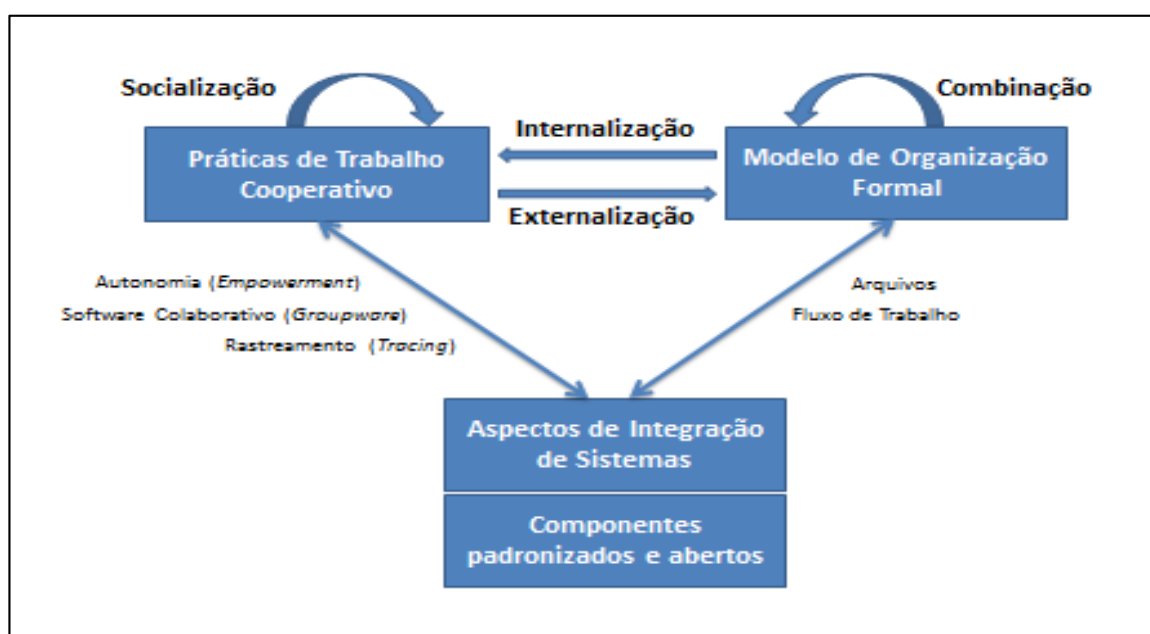 Socialização
Combinação
Internalização
Práticas de Trabalho
Cooperativo
Modelo de Organização
Formal
Externalização
Autonomia (Empowerment)
Software Colaborativo (Groupware)
Rastreamento (Tracing)
Arquivos
Fluxo de Trabalho
Aspectos de Integração
de Sistemas
Componentes
padronizados e abertos